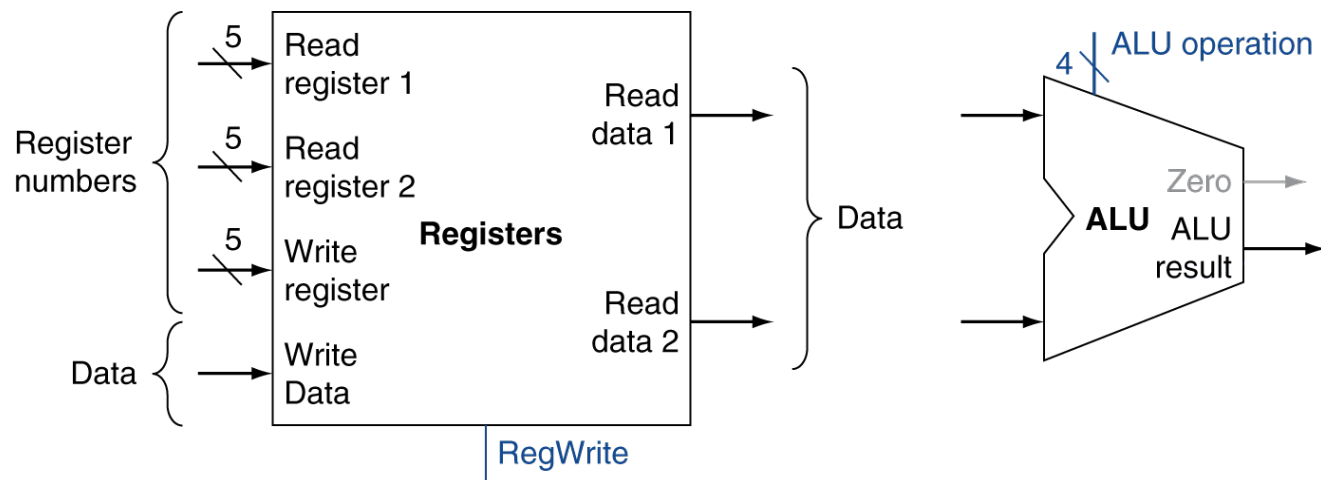 Register
numbers
Data
5
Read
register 1
5
Read
register 2
5
Write
register
Write
Data
Registers
Read
data 1
Read
data 2
RegWrite
Data
4
ALU operation
Zero
ALU
ALU
result